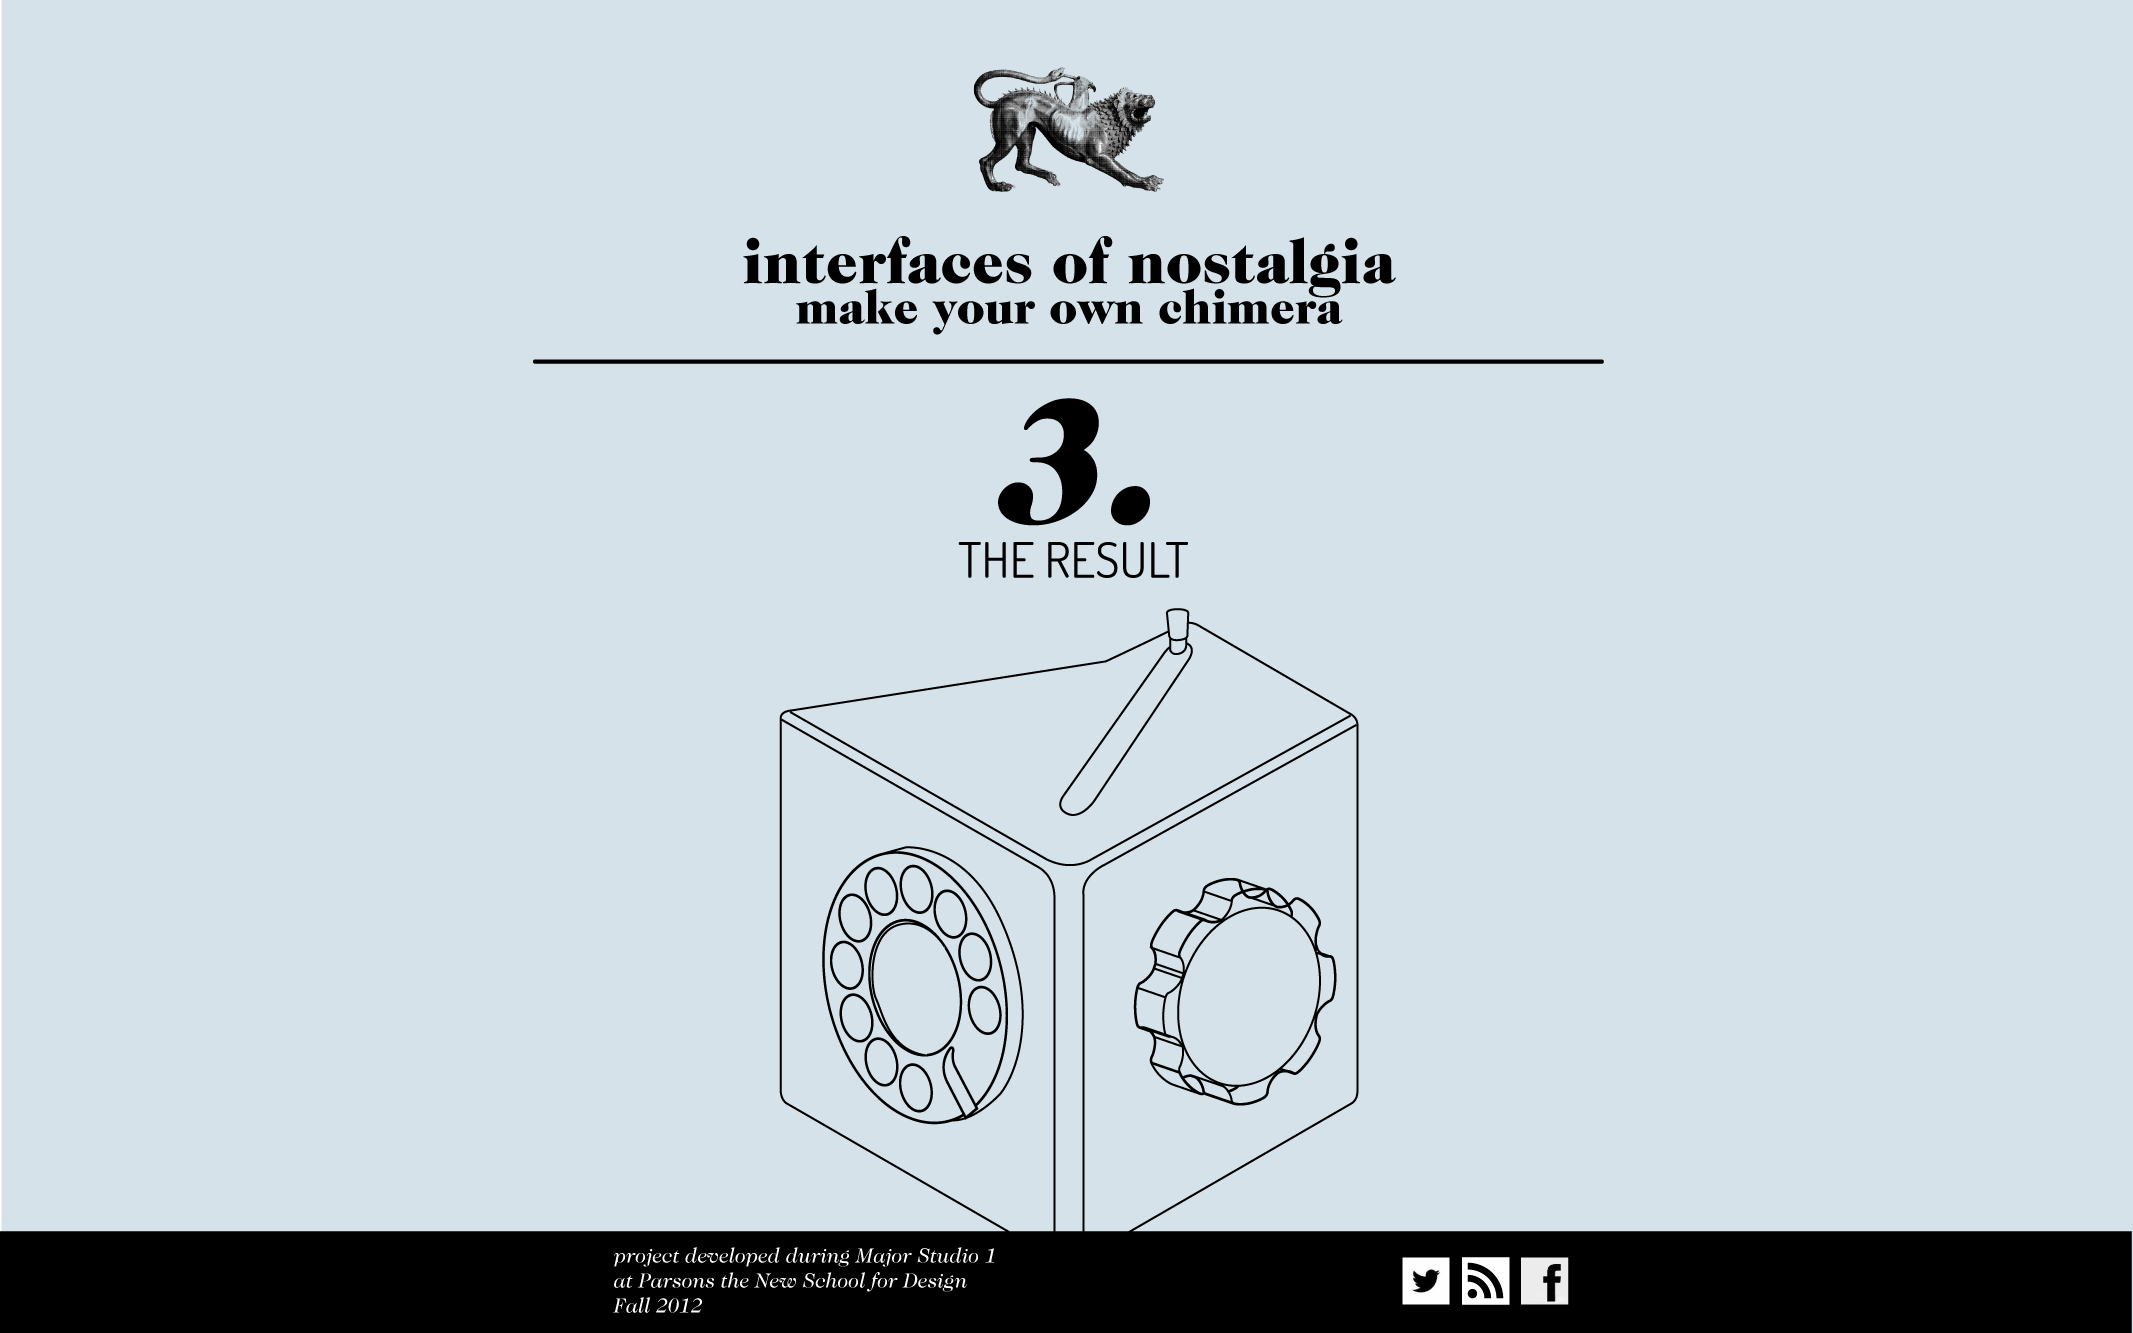 interfaces of nostalgia
make your own chimera
3.
THE RESULT
project developed during Major Studio 1
at Parsons the New School for Design
Fall 2012